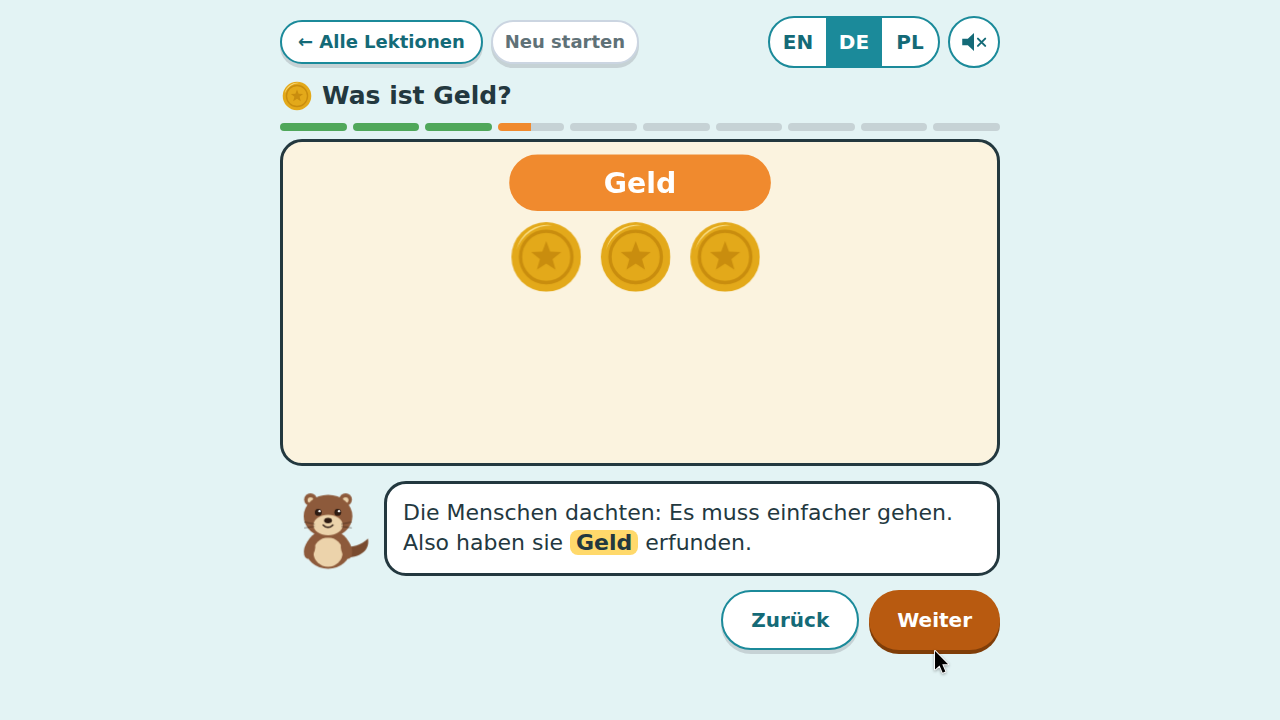 ← Alle Lektionen
Neu starten
EN DE PL
Was ist Geld?
Geld
Die Menschen dachten: Es muss einfacher gehen.
Also haben sie Geld erfunden.
Zurück
Weiter